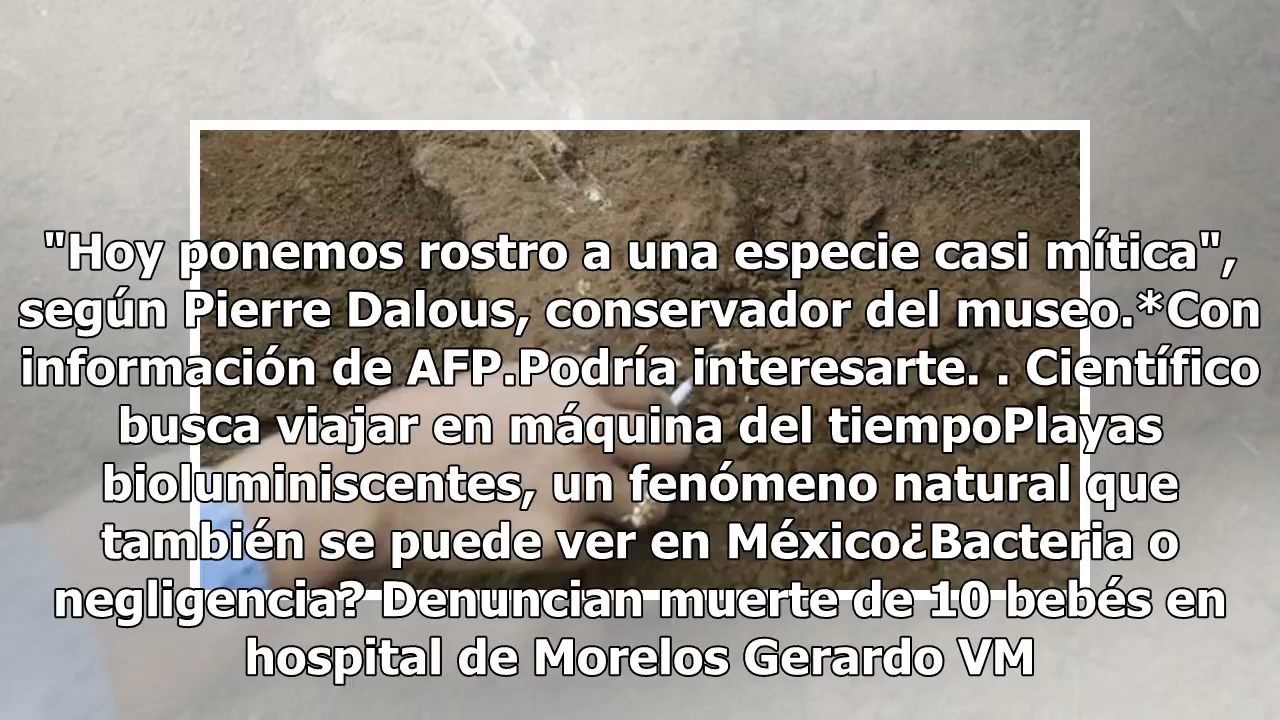 "Hoy ponemos rostro a una especie casi mítica",
según Pierre Dalous, conservador del museo.*Con
información de AFP.Podría interesarte. . Científico
busca viajar en máquina del tiempoPlayas
bioluminiscentes, un fenómeno natural que
también se puede ver en México¿Bacteria o
negligencia? Denuncian muerte de 10 bebés en
hospital de Morelos Gerardo VM